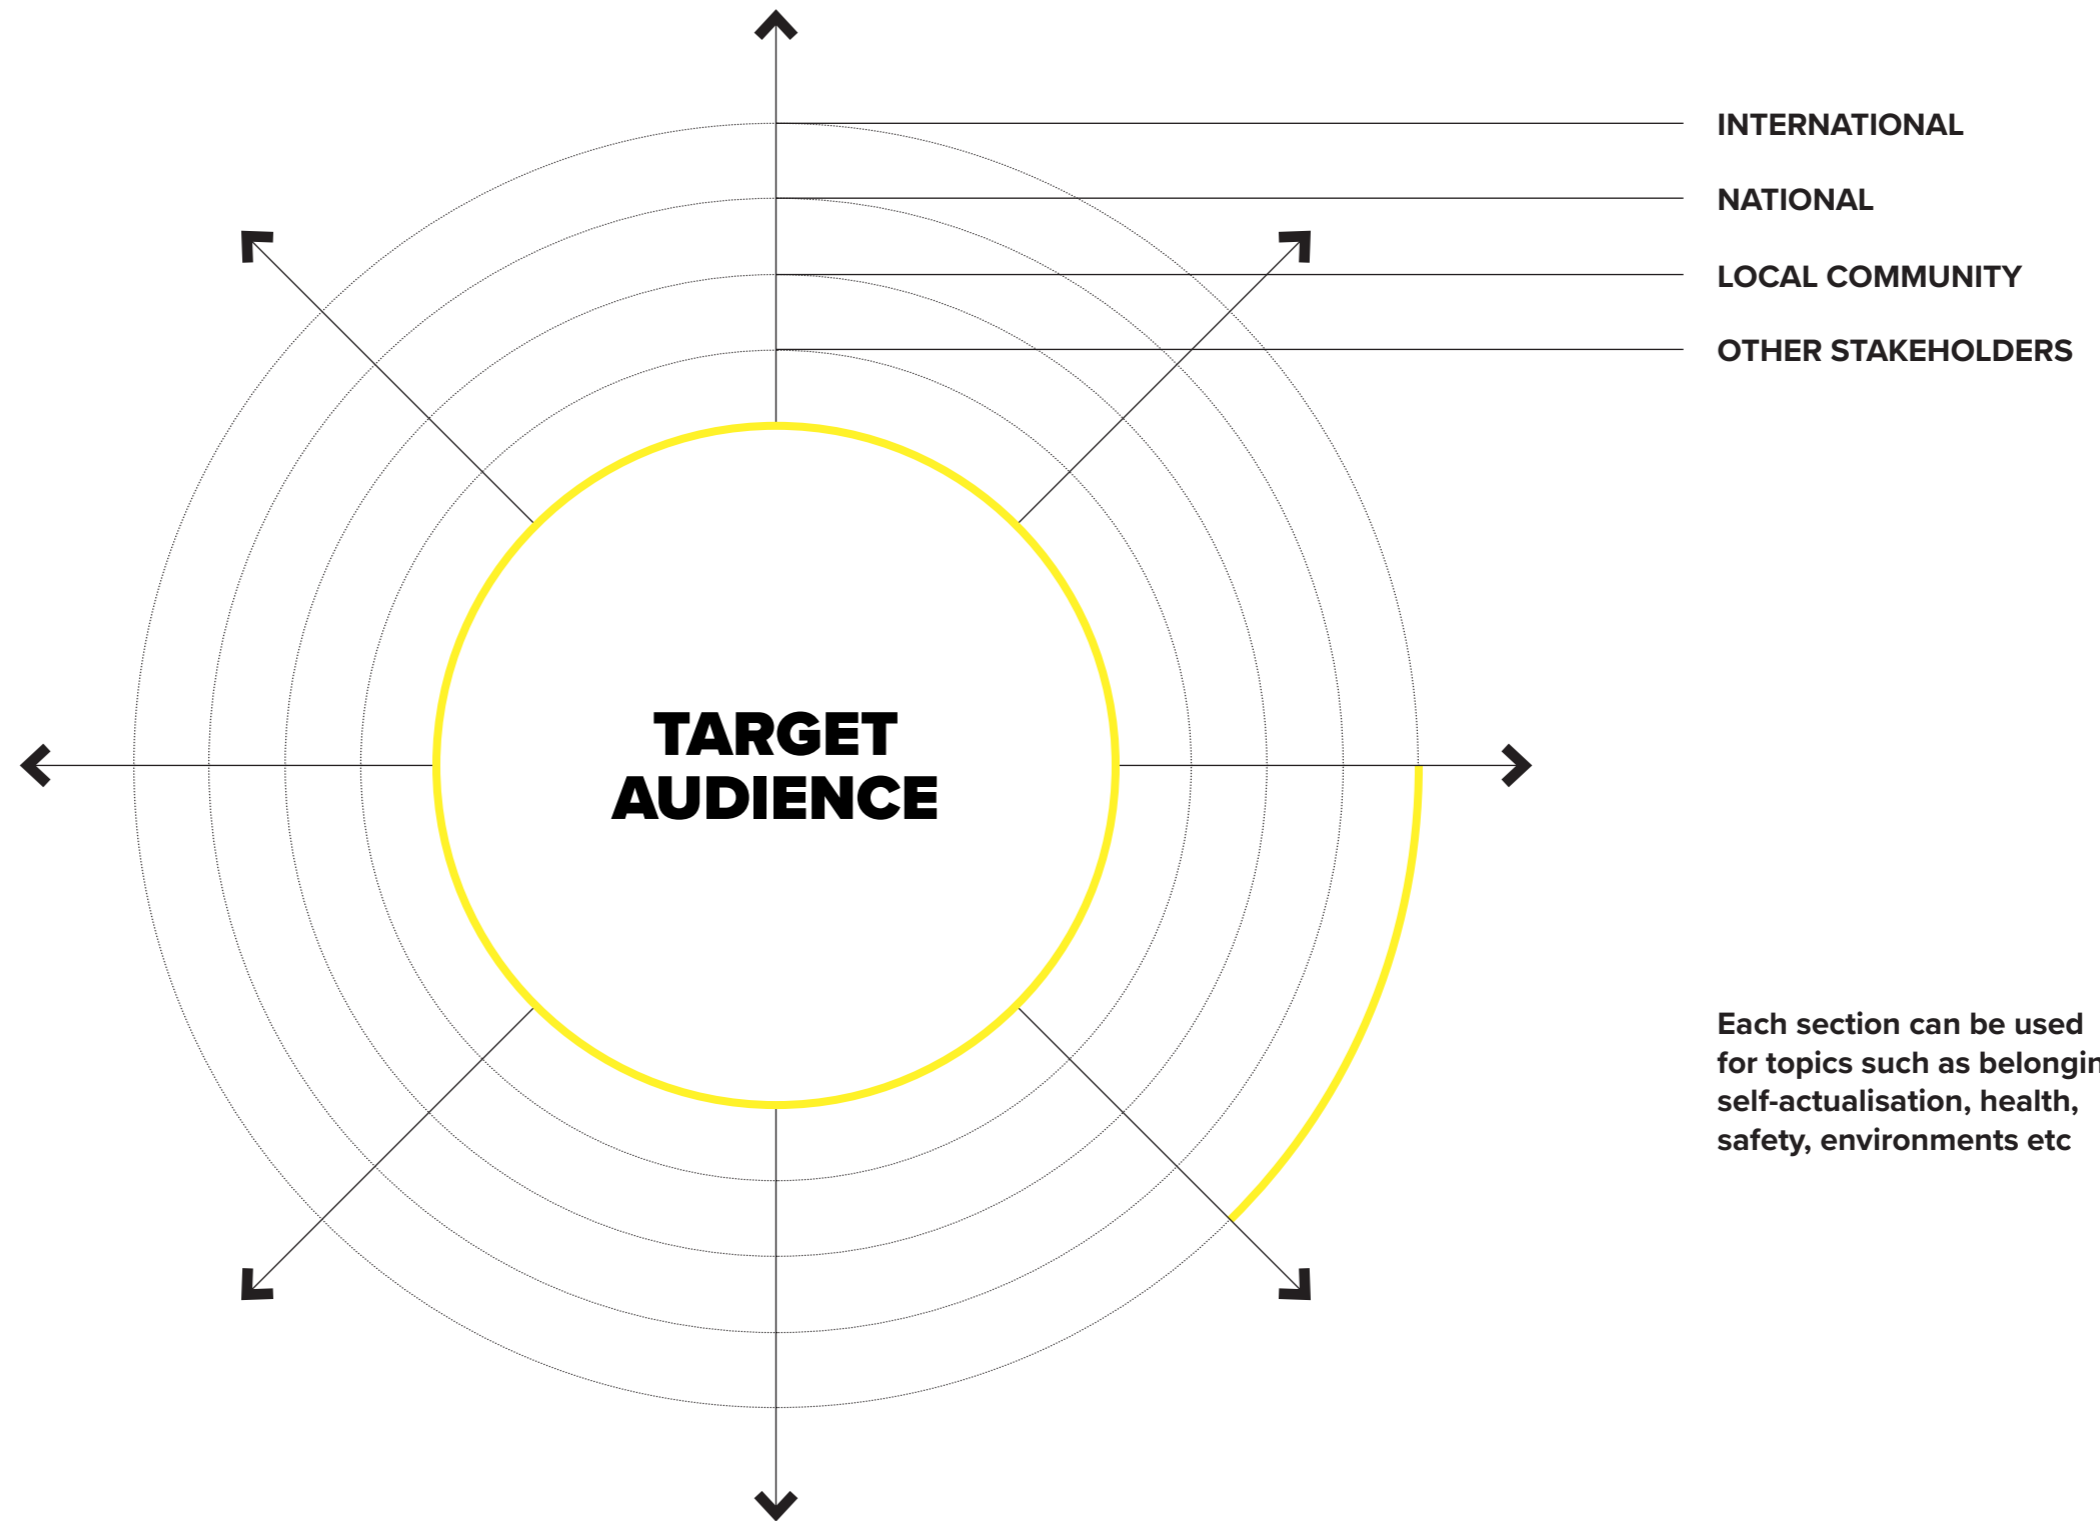 INTERNATIONAL
NATIONAL
LOCAL COMMUNITY
OTHER STAKEHOLDERS
TARGET
AUDIENCE
Each section can be used
for topics such as belongin
self-actualisation, health,
safety, environments etc